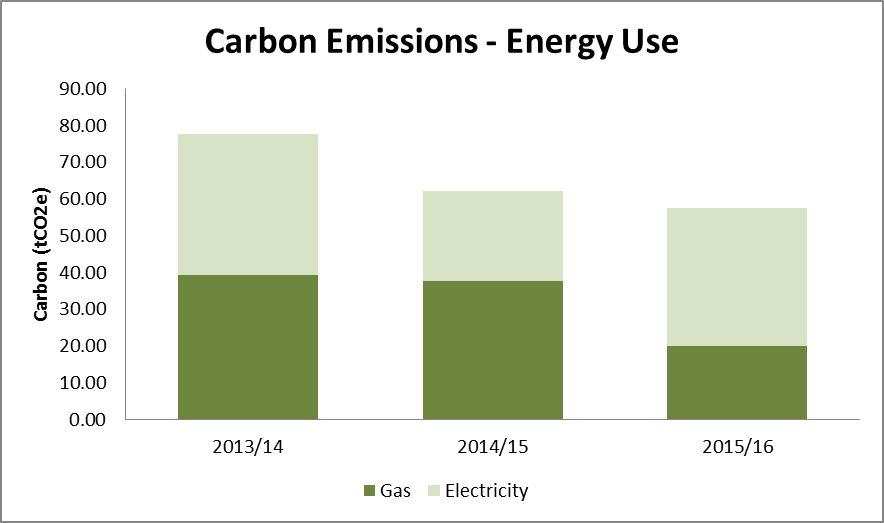 Carbon Emissions - Energy Use
Carbon (tCO2e)
90.00
80.00
70.00
60.00
50.00
40.00
30.00
20.00
10.00
0.00
2013/14 2014/15 2015/16
Gas Electricity